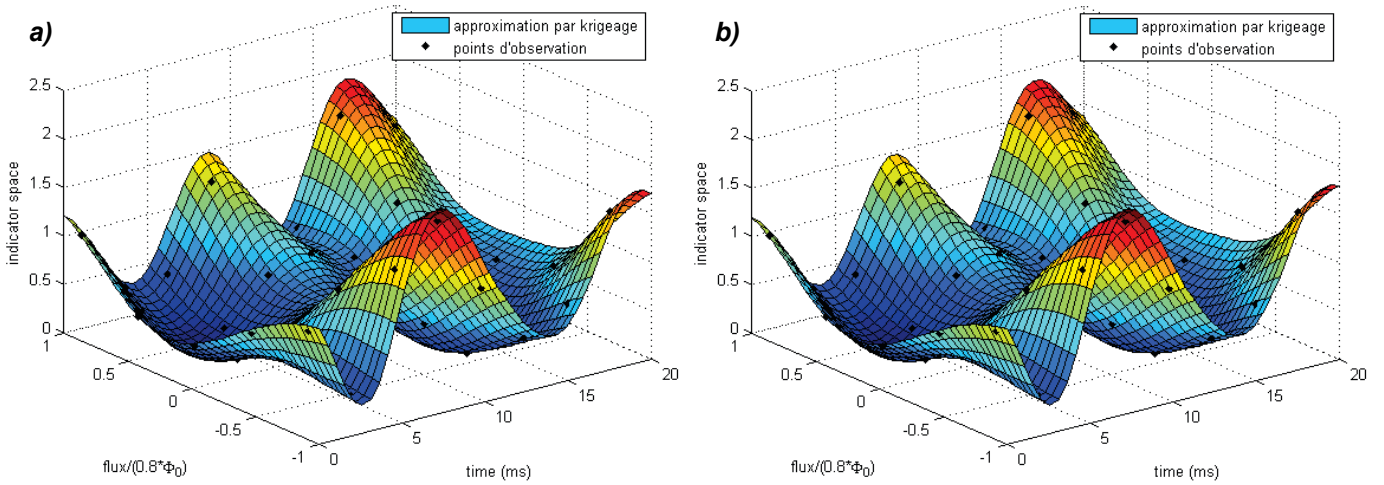 a)
approximation par krigeage
points d'observation
2.5
2
1.5
1
0.5
0
indicator space
1
0.5
0
-0.5
-1
flux/(0.8*Φ₀)
0
5
10
15
20
time (ms)
b)
approximation par krigeage
points d'observation
2.5
2
1.5
1
0.5
0
indicator space
1
0.5
0
-0.5
-1
flux/(0.8*Φ₀)
0
5
10
15
20
time (ms)